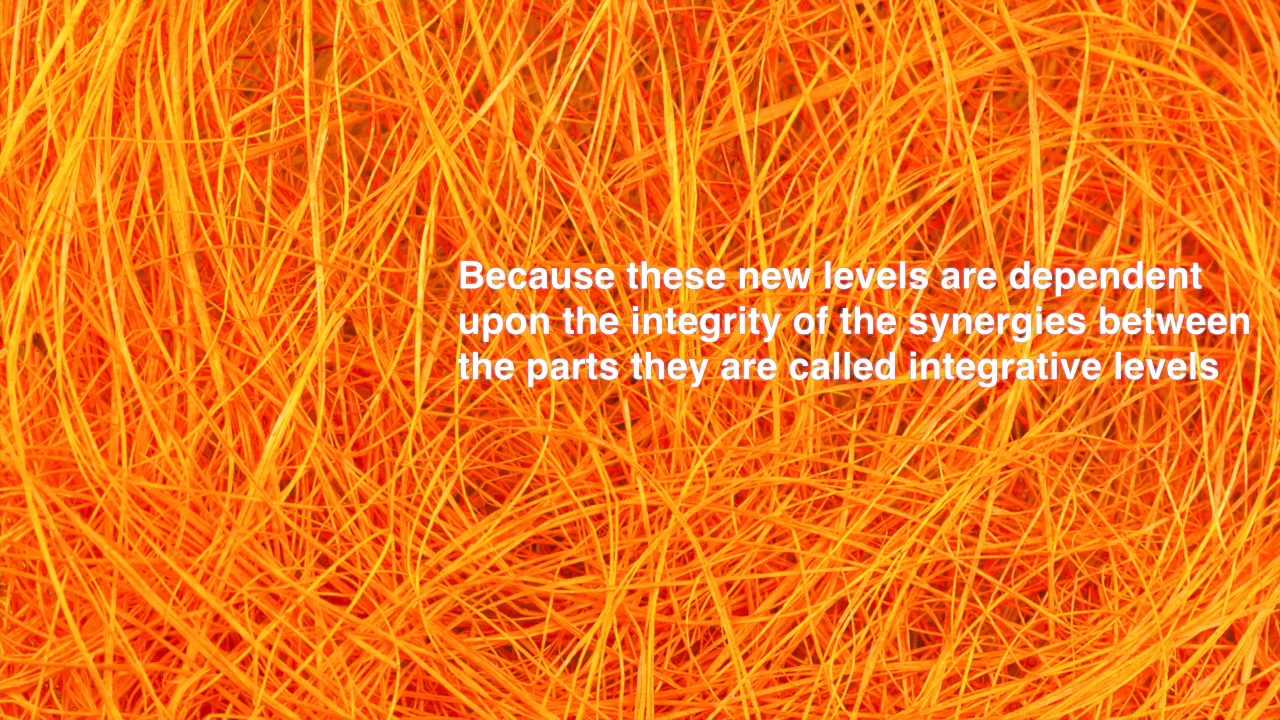 Because these new levels are dependent
upon the integrity of the synergies between
the parts they are called integrative levels